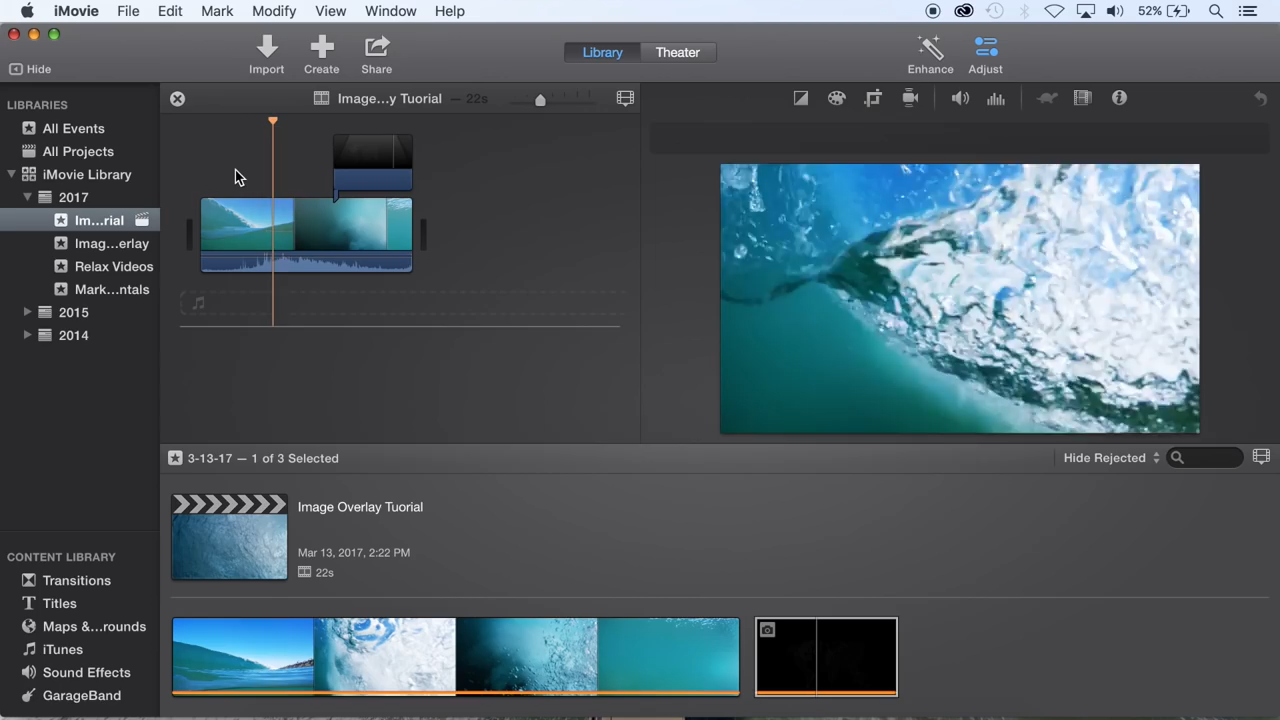 iMovie File Edit Mark Modify View Window Help 52%
Hide Import Create Share Library Theater Enhance Adjust
LIBRARIES
All Events
All Projects
iMovie Library
2017
Im...rial
Imag...erlay
Relax Videos
Mark...ntals
2015
2014
CONTENT LIBRARY
Transitions
Titles
Maps &...rounds
iTunes
Sound Effects
GarageBand
Image...y Tuorial — 22s
3-13-17 — 1 of 3 Selected Hide Rejected
Image Overlay Tuorial
Mar 13, 2017, 2:22 PM
22s